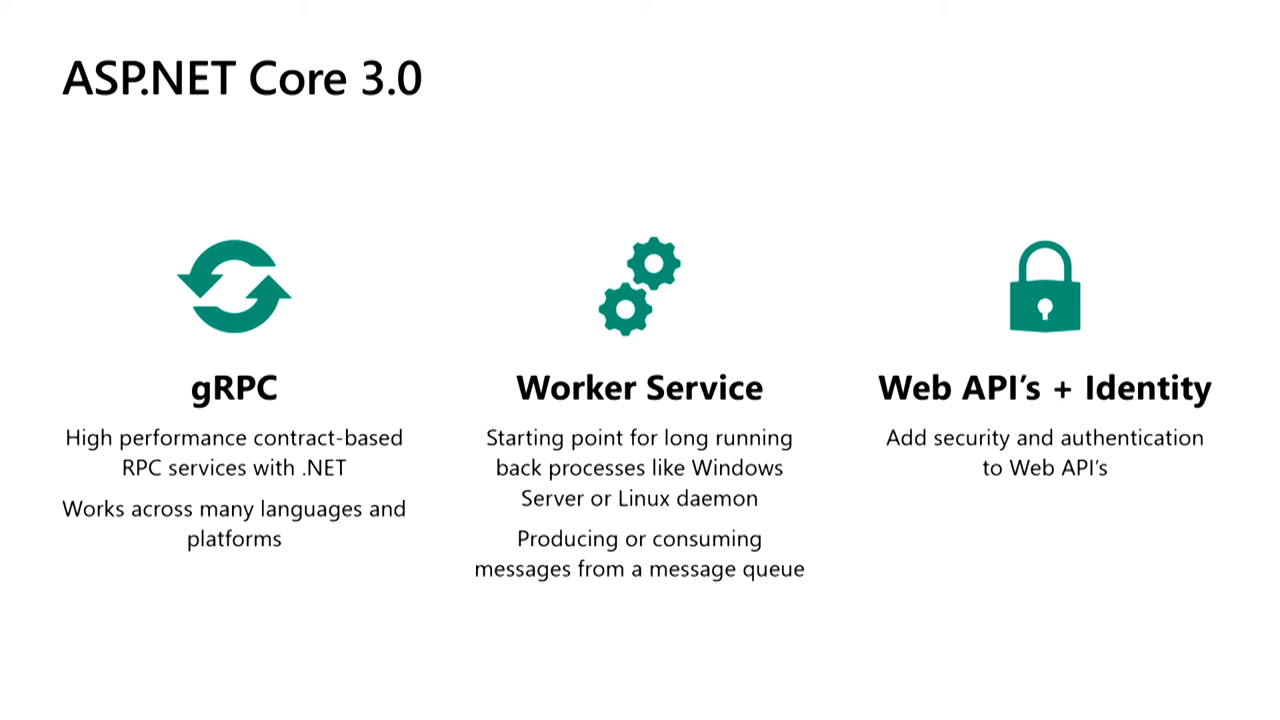 ASP.NET Core 3.0
gRPC
High performance contract-based
RPC services with .NET
Works across many languages and
platforms
Worker Service
Starting point for long running
back processes like Windows
Server or Linux daemon
Producing or consuming
messages from a message queue
Web API’s + Identity
Add security and authentication
to Web API’s